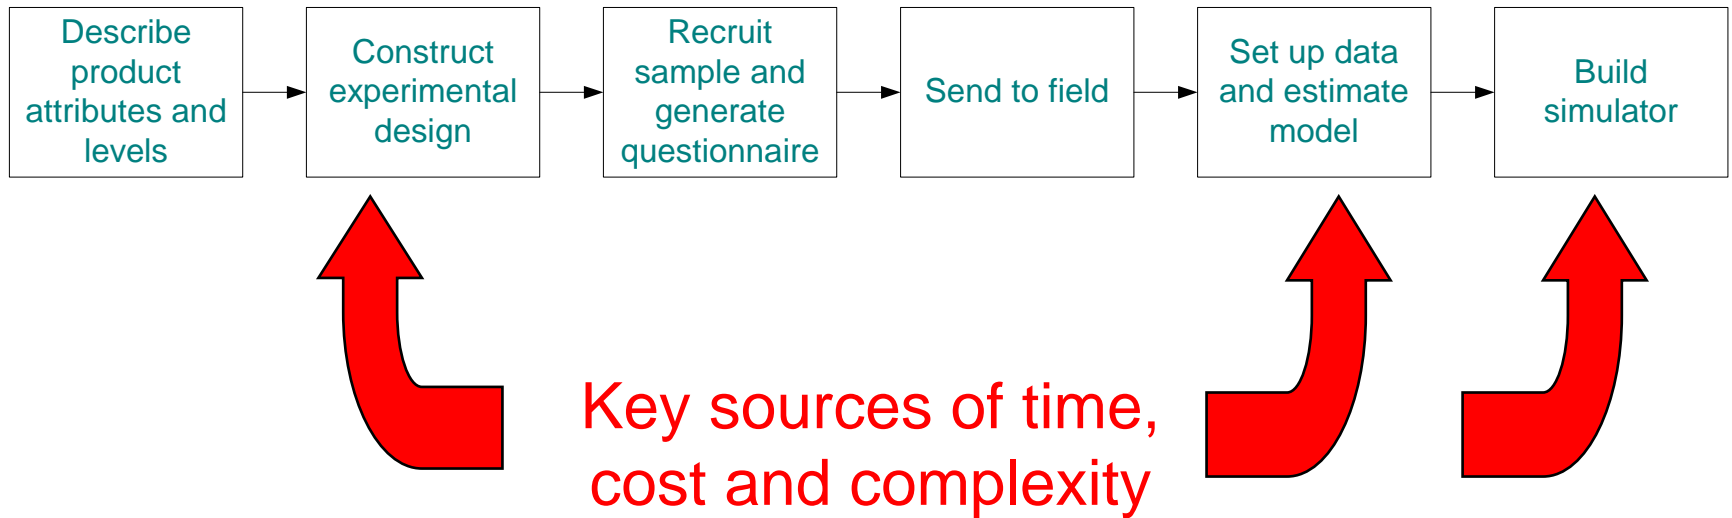 Describe
product
attributes and
levels
Construct
experimental
design
Recruit
sample and
generate
questionnaire
Send to field
Set up data
and estimate
model
Build
simulator
Key sources of time,
cost and complexity